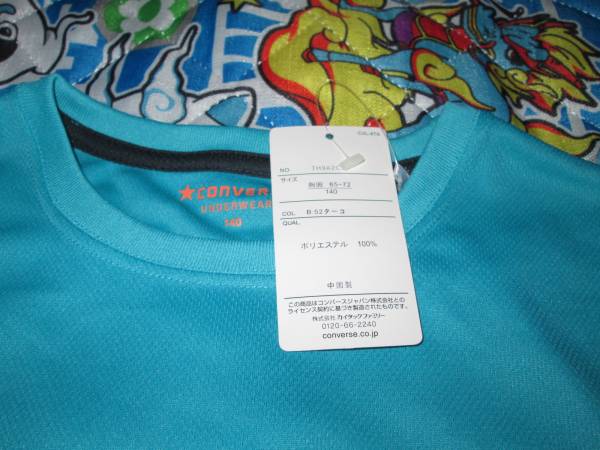 CONVERSE
UNDERWEAR
140
NO.
サイズ
胸囲 65-72
140
COL B 52ターコ
QUAL
ポリエステル 100%
中国製
この商品はコンバースジャパン株式会社との
ライセンス契約に基づき製造されたものです。
株式会社 カイタックファミリー
0120-66-2240
converse.co.jp